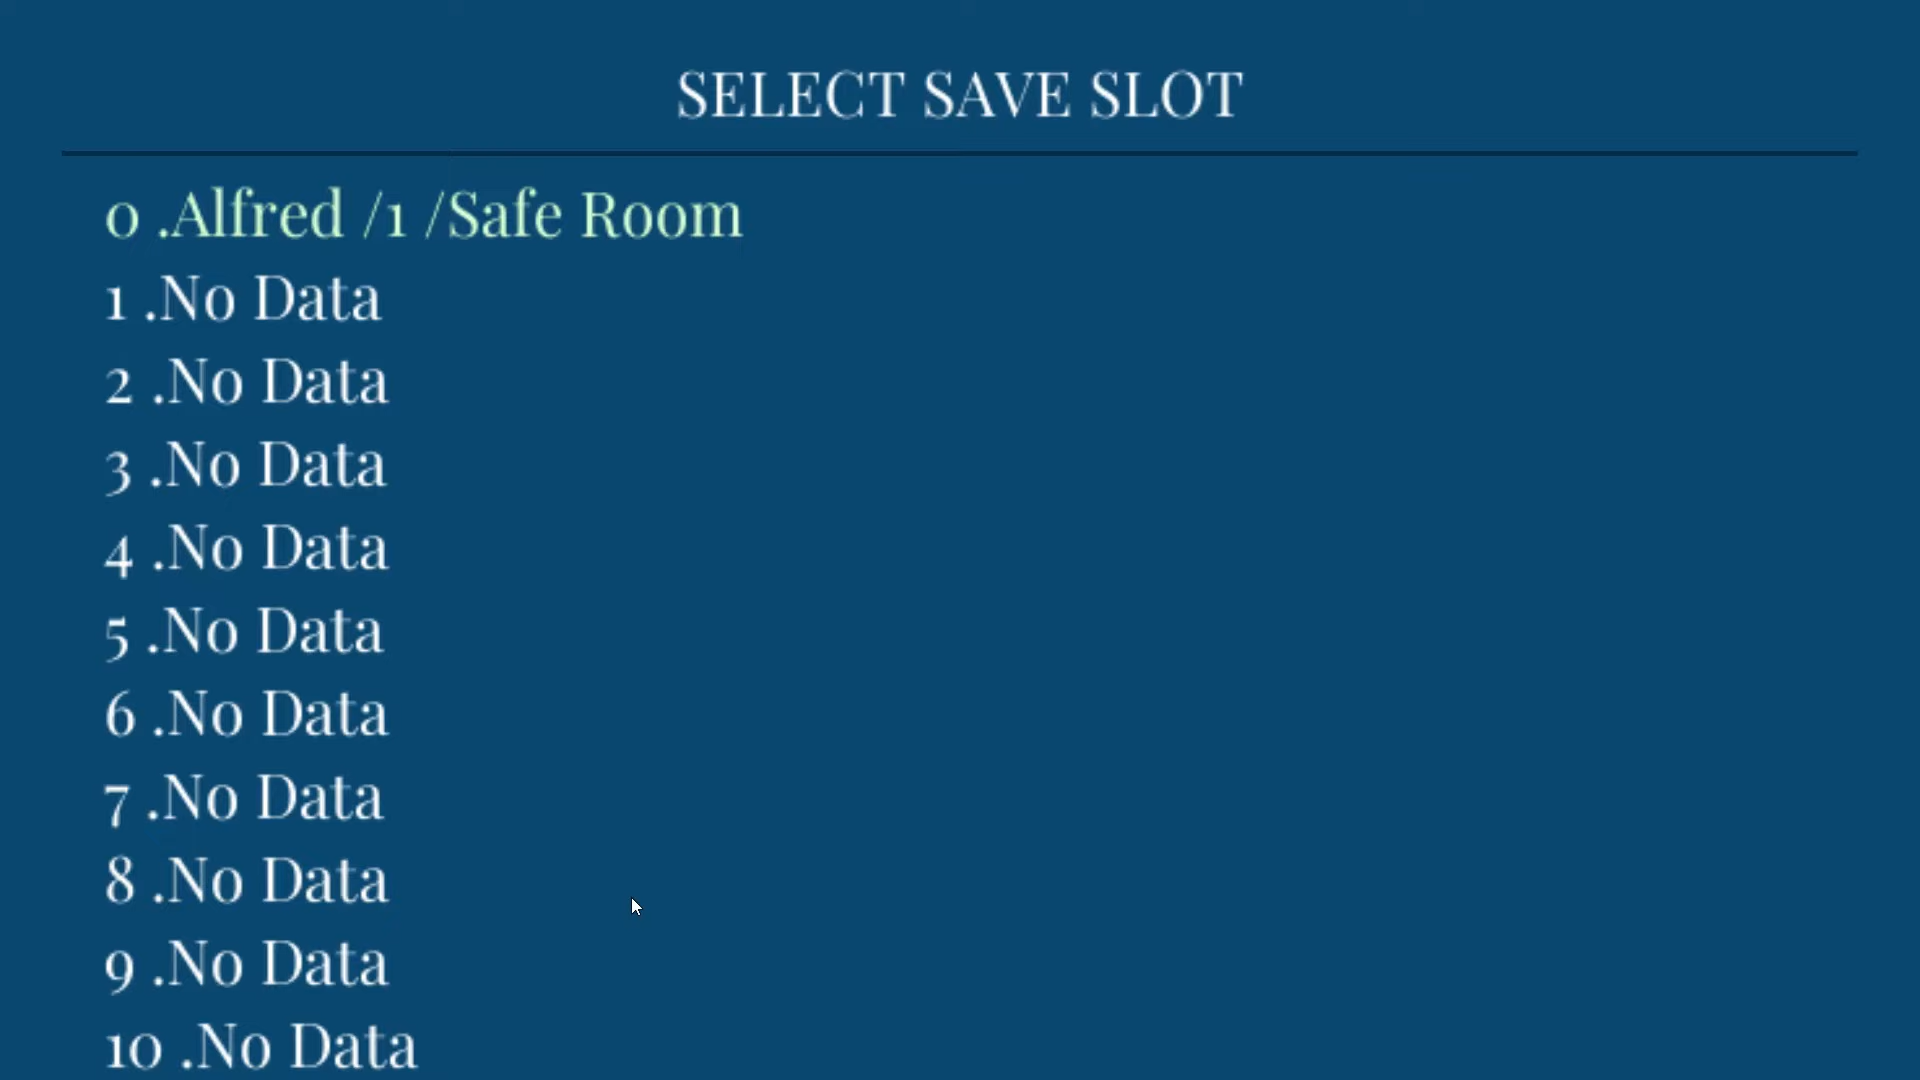 SELECT SAVE SLOT
0 .Alfred /1 /Safe Room
1 .No Data
2 .No Data
3 .No Data
4 .No Data
5 .No Data
6 .No Data
7 .No Data
8 .No Data
9 .No Data
10 .No Data